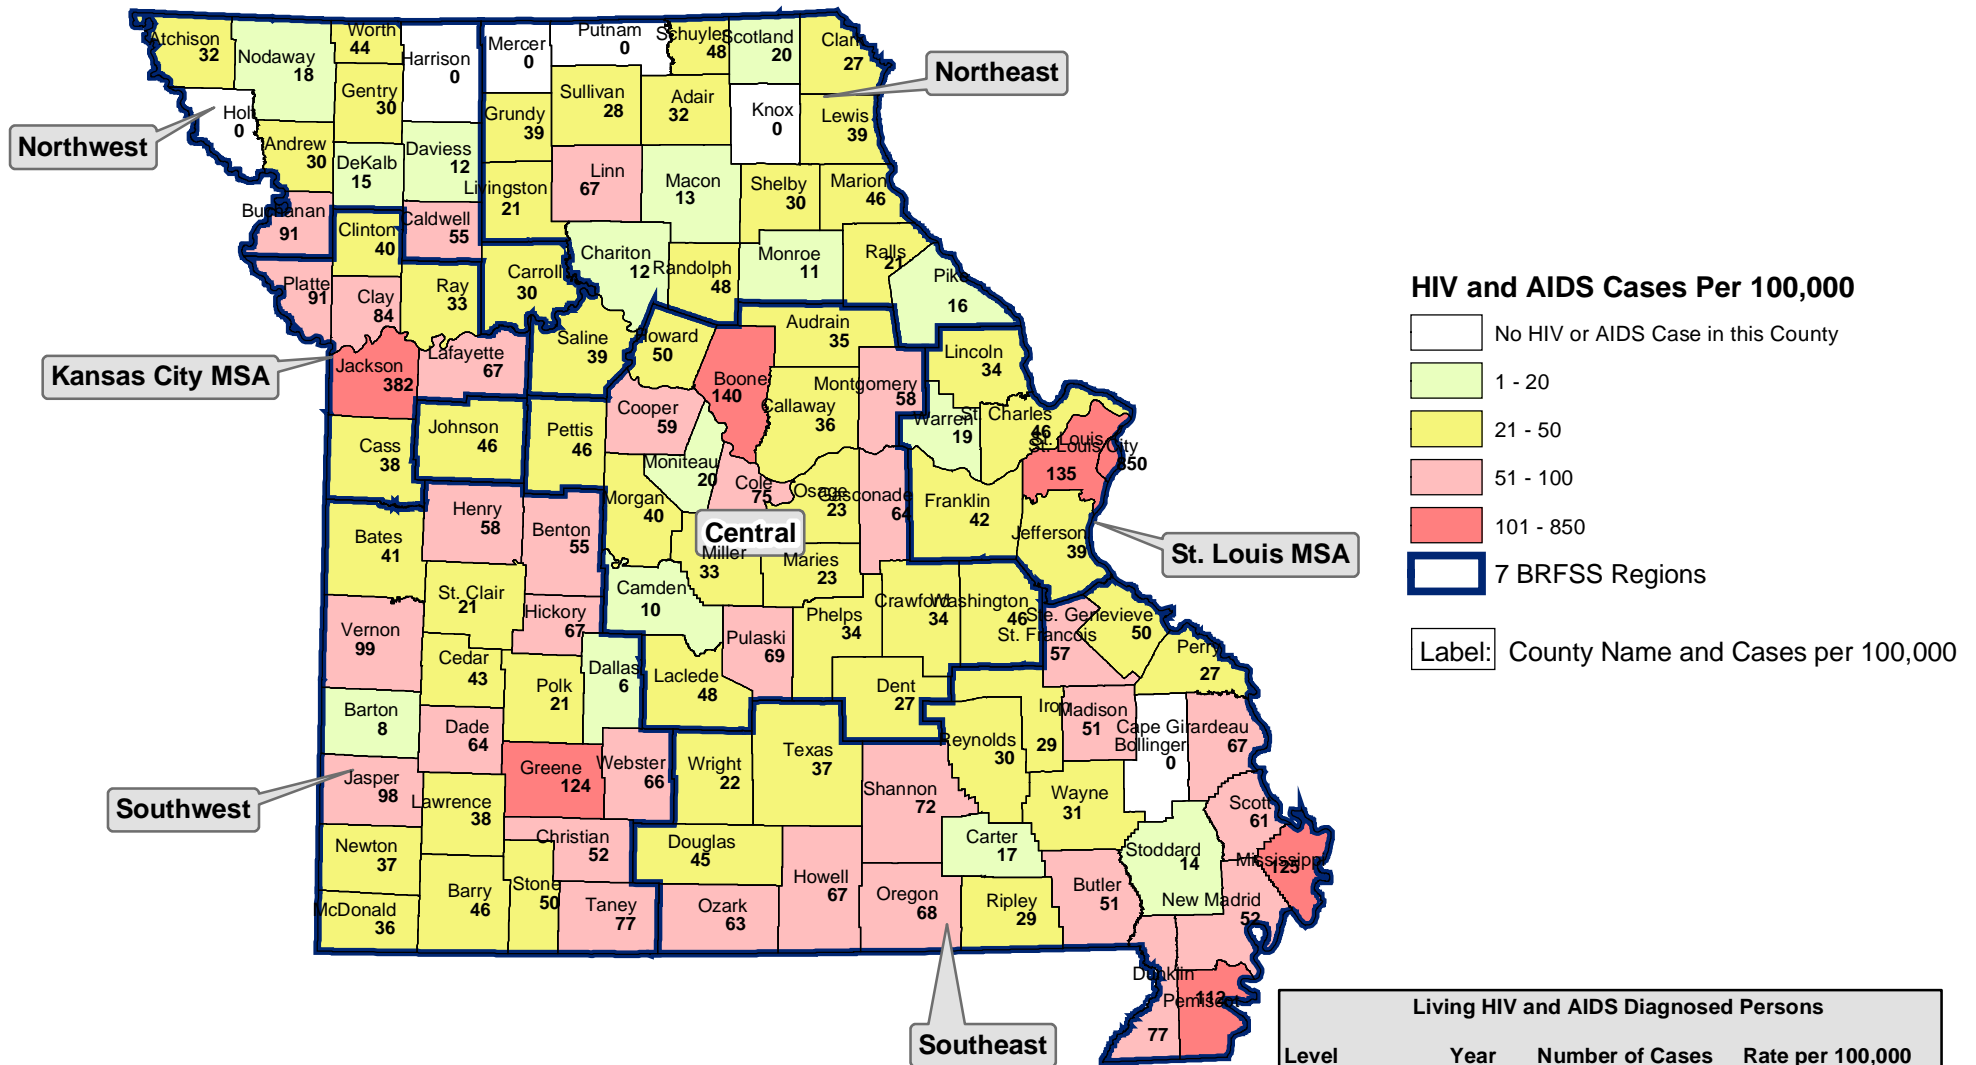 Atchison
32
Nodaway
18
Worth
44
Harrison
0
Mercer
0
Putnam
0
Schuyler
48
Scotland
20
Clark
27
Northeast
Holt
0
Gentry
30
Sullivan
28
Adair
32
Knox
0
Lewis
39
Grundy
39
Northwest
Andrew
30
DeKalb
15
Daviess
12
Livingston
21
Linn
67
Macon
13
Shelby
30
Marion
46
Buchanan
91
Clinton
40
Caldwell
55
Carroll
30
Chariton
12
Randolph
48
Monroe
11
Ralls
21
Pike
16
Platte
91
Clay
84
Ray
33
HIV and AIDS Cases Per 100,000
No HIV or AIDS Case in this County
1 - 20
21 - 50
51 - 100
101 - 850
7 BRFSS Regions
Label: County Name and Cases per 100,000
Kansas City MSA
Jackson
382
Lafayette
67
Saline
39
Howard
50
Boone
140
Audrain
35
Montgomery
58
Lincoln
34
Cooper
59
Callaway
36
Warren
19
St. Charles
46
St. Louis
135
St. Louis City
850
Cass
38
Johnson
46
Pettis
46
Moniteau
20
Cole
75
Osage
23
Gasconade
64
Franklin
42
Jefferson
39
St. Louis MSA
Morgan
40
Central
Miller
33
Maries
23
Bates
41
Henry
58
Benton
55
Camden
10
St. Clair
21
Hickory
67
Pulaski
69
Phelps
34
Crawford
34
Washington
46
Ste. Genevieve
50
St. Francois
57
Perry
27
Vernon
99
Cedar
43
Polk
21
Dallas
6
Laclede
48
Dent
27
Iron
29
Madison
51
Cape Girardeau
67
Bollinger
0
Barton
8
Dade
64
Greene
124
Webster
66
Wright
22
Texas
37
Shannon
72
Reynolds
30
Wayne
31
Scott
61
Southwest
Jasper
98
Lawrence
38
Christian
52
Douglas
45
Carter
17
Stoddard
14
Mississippi
125
Newton
37
Howell
67
McDonald
36
Barry
46
Stone
50
Taney
77
Ozark
63
Oregon
68
Ripley
29
Butler
51
New Madrid
52
Dunklin
77
Pemiscot
112
Southeast
Living HIV and AIDS Diagnosed Persons
Level Year Number of Cases Rate per 100,000